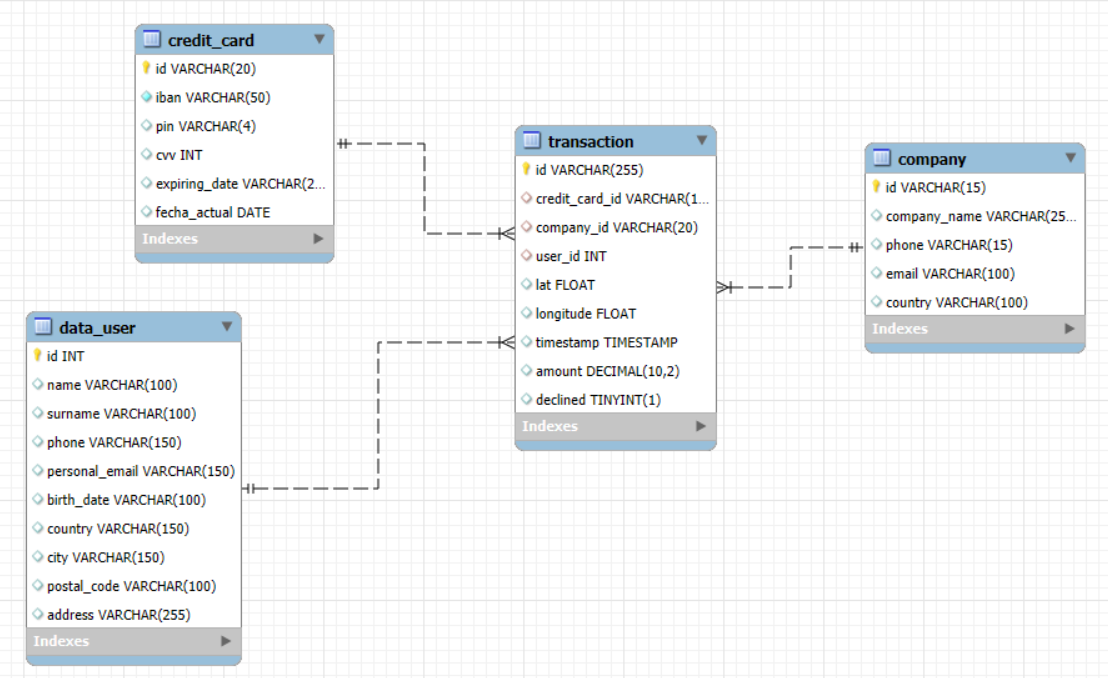 credit_card
id VARCHAR(20)
iban VARCHAR(50)
pin VARCHAR(4)
cvv INT
expiring_date VARCHAR(2...
fecha_actual DATE
Indexes
transaction
id VARCHAR(255)
credit_card_id VARCHAR(1...
company_id VARCHAR(20)
user_id INT
lat FLOAT
longitude FLOAT
timestamp TIMESTAMP
amount DECIMAL(10,2)
declined TINYINT(1)
Indexes
company
id VARCHAR(15)
company_name VARCHAR(25...
phone VARCHAR(15)
email VARCHAR(100)
country VARCHAR(100)
Indexes
data_user
id INT
name VARCHAR(100)
surname VARCHAR(100)
phone VARCHAR(150)
personal_email VARCHAR(150)
birth_date VARCHAR(100)
country VARCHAR(150)
city VARCHAR(150)
postal_code VARCHAR(100)
address VARCHAR(255)
Indexes